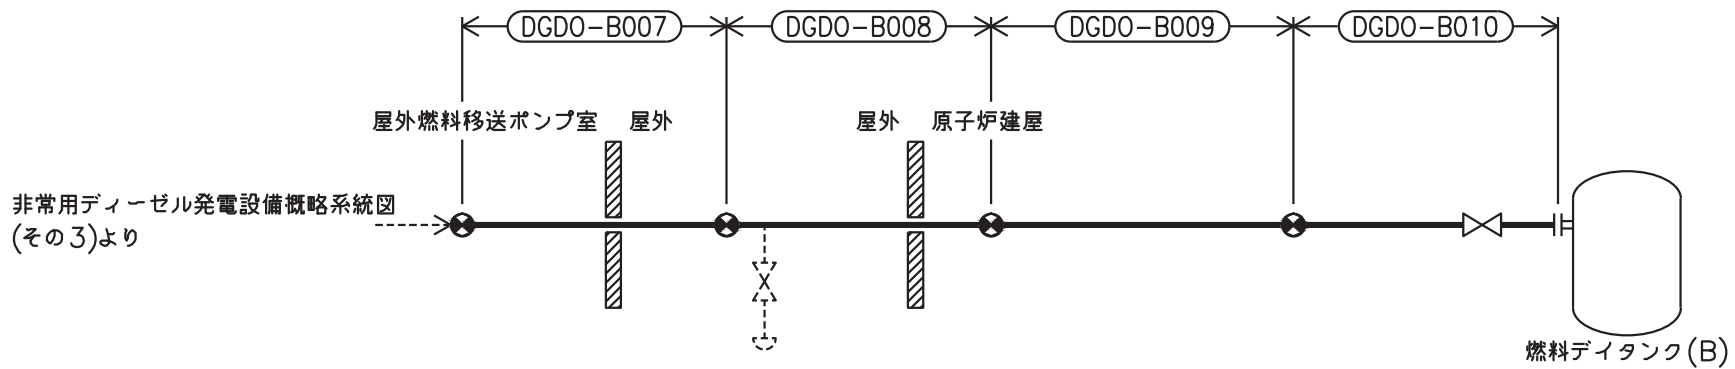 DGDO-B007 DGDO-B008 DGDO-B009 DGDO-B010
屋外燃料移送ポンプ室 屋外 屋外 原子炉建屋
非常用ディーゼル発電設備概略系統図
(その3)より
燃料デイタンク(B)